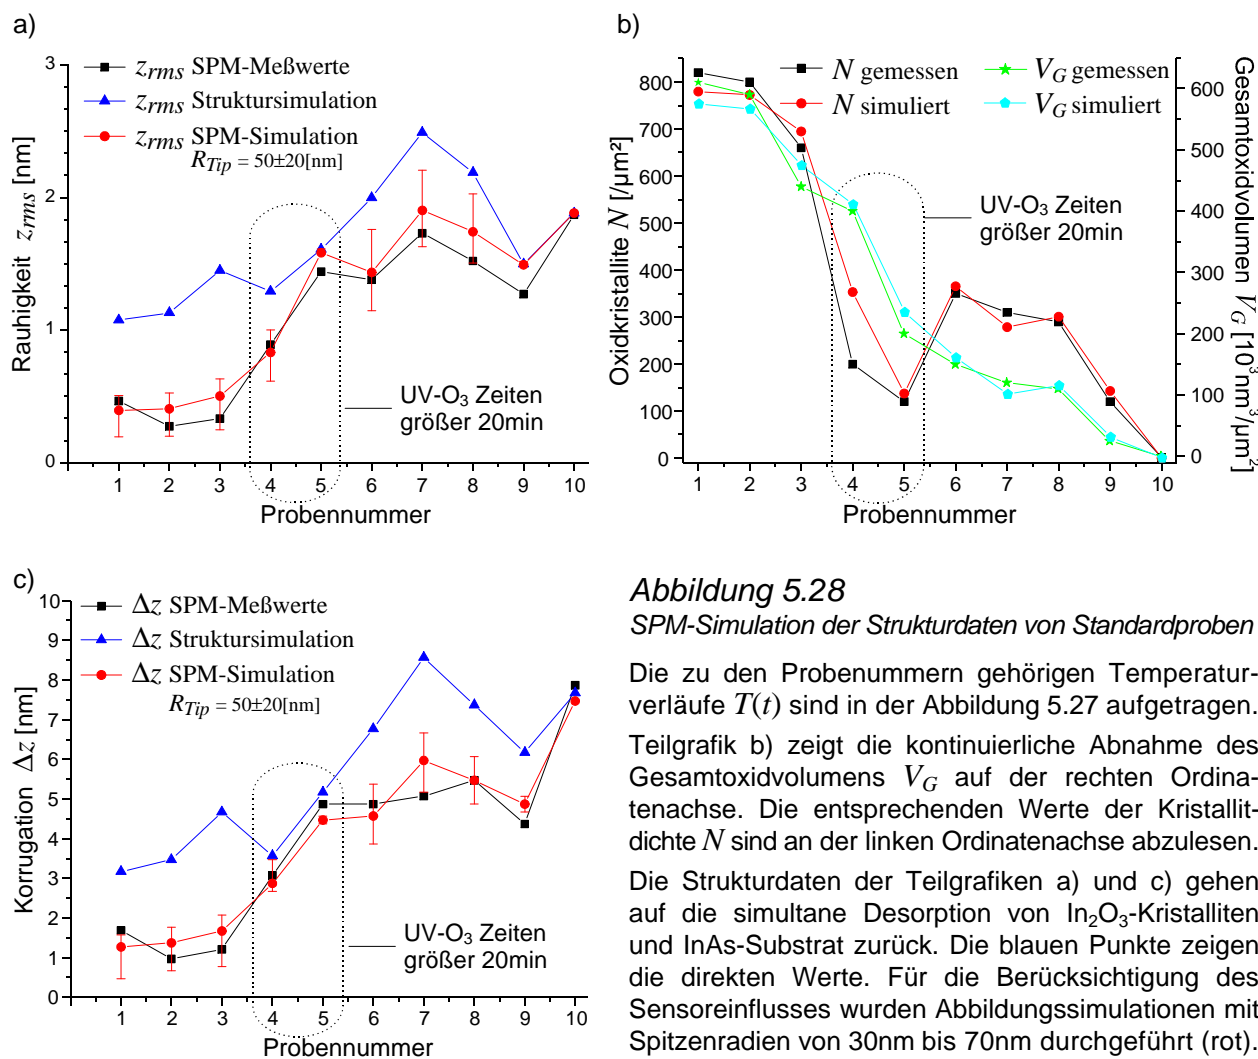 a)
3
2
1
0
Rauhigkeit z_rms [nm]
z_rms SPM-Meßwerte
z_rms Struktursimulation
z_rms SPM-Simulation
R_Tip = 50±20[nm]
UV-O₃ Zeiten
größer 20min
1 2 3 4 5 6 7 8 9 10
Probennummer
b)
800
700
600
500
400
300
200
100
0
Oxidkristallite N [/µm²]
N gemessen
V_G gemessen
N simuliert
V_G simuliert
UV-O₃ Zeiten
größer 20min
600
500
400
300
200
100
0
Gesamtoxidvolumen V_G [10³nm³/µm²]
1 2 3 4 5 6 7 8 9 10
Probennummer
c)
10
9
8
7
6
5
4
3
2
1
0
Korrugation Δz [nm]
Δz SPM-Meßwerte
Δz Struktursimulation
Δz SPM-Simulation
R_Tip = 50±20[nm]
UV-O₃ Zeiten
größer 20min
1 2 3 4 5 6 7 8 9 10
Probennummer
Abbildung 5.28
SPM-Simulation der Strukturdaten von Standardproben
Die zu den Probenummern gehörigen Temperatur-
verläufe T(t) sind in der Abbildung 5.27 aufgetragen.
Teilgrafik b) zeigt die kontinuierliche Abnahme des
Gesamtoxidvolumens V_G auf der rechten Ordina-
tenachse. Die entsprechenden Werte der Kristallit-
dichte N sind an der linken Ordinatenachse abzulesen.
Die Strukturdaten der Teilgrafiken a) und c) gehen
auf die simultane Desorption von In₂O₃-Kristalliten
und InAs-Substrat zurück. Die blauen Punkte zeigen
die direkten Werte. Für die Berücksichtigung des
Sensoreinflusses wurden Abbildungssimulationen mit
Spitzenradien von 30nm bis 70nm durchgeführt (rot).